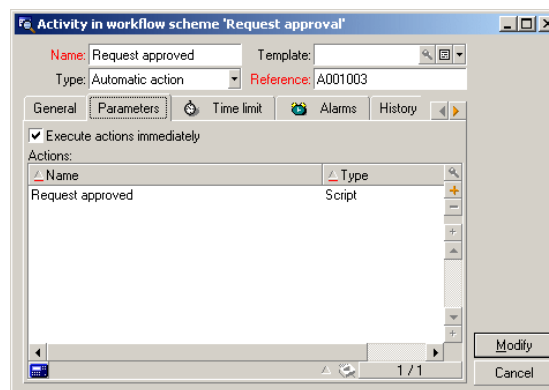 Activity in workflow scheme 'Request approval'
Name: Request approved Template:
Type: Automatic action Reference: A001003
General Parameters Time limit Alarms History
Execute actions immediately
Actions:
Name Type
Request approved Script
1 / 1
Modify
Cancel